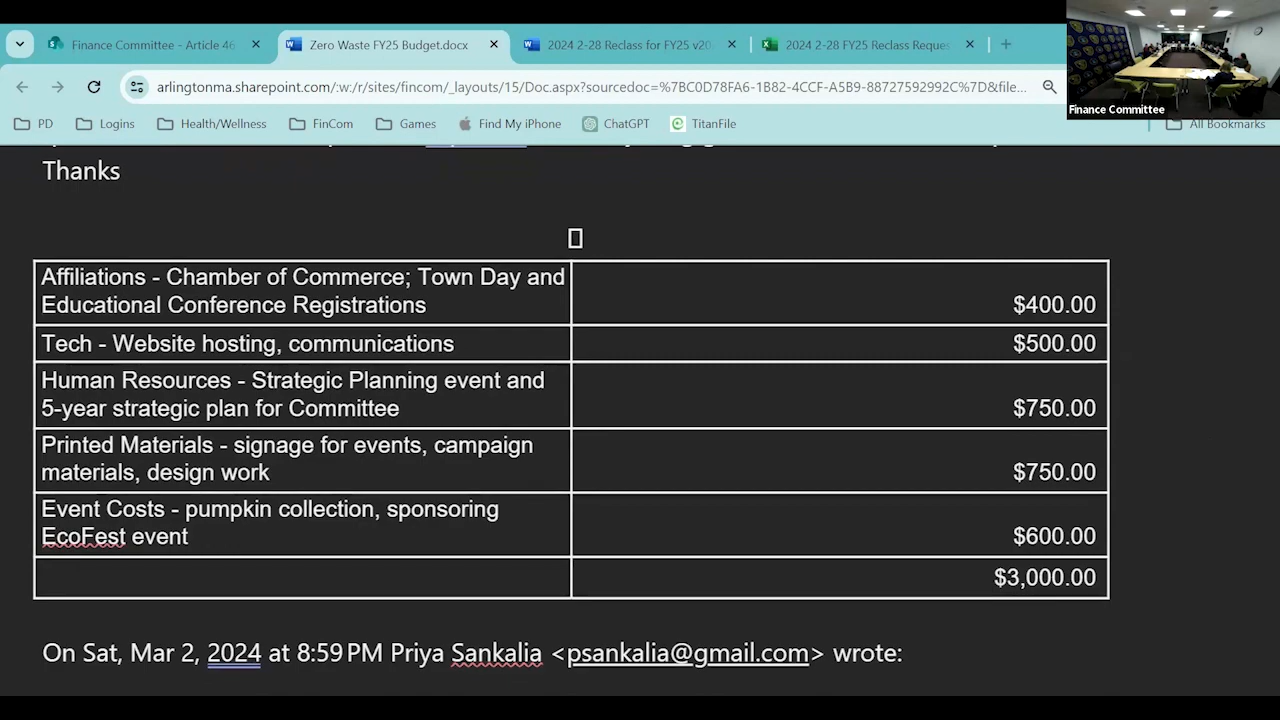 Finance Committee - Article 46
Zero Waste FY25 Budget.docx
2024 2-28 Reclass for FY25 v20
2024 2-28 FY25 Reclass Reques
arlingtonma.sharepoint.com/:w:/r/sites/fincom/_layouts/15/Doc.aspx?sourcedoc=%7BC0D78FA6-1B82-4CCF-A5B9-88727592992C%7D&file...
Finance Committee
PD
Logins
Health/Wellness
FinCom
Games
Find My iPhone
ChatGPT
TitanFile
All Bookmarks
Thanks
Affiliations - Chamber of Commerce; Town Day and
Educational Conference Registrations
$400.00
Tech - Website hosting, communications
$500.00
Human Resources - Strategic Planning event and
5-year strategic plan for Committee
$750.00
Printed Materials - signage for events, campaign
materials, design work
$750.00
Event Costs - pumpkin collection, sponsoring
EcoFest event
$600.00
$3,000.00
On Sat, Mar 2, 2024 at 8:59 PM Priya Sankalia <psankalia@gmail.com> wrote: